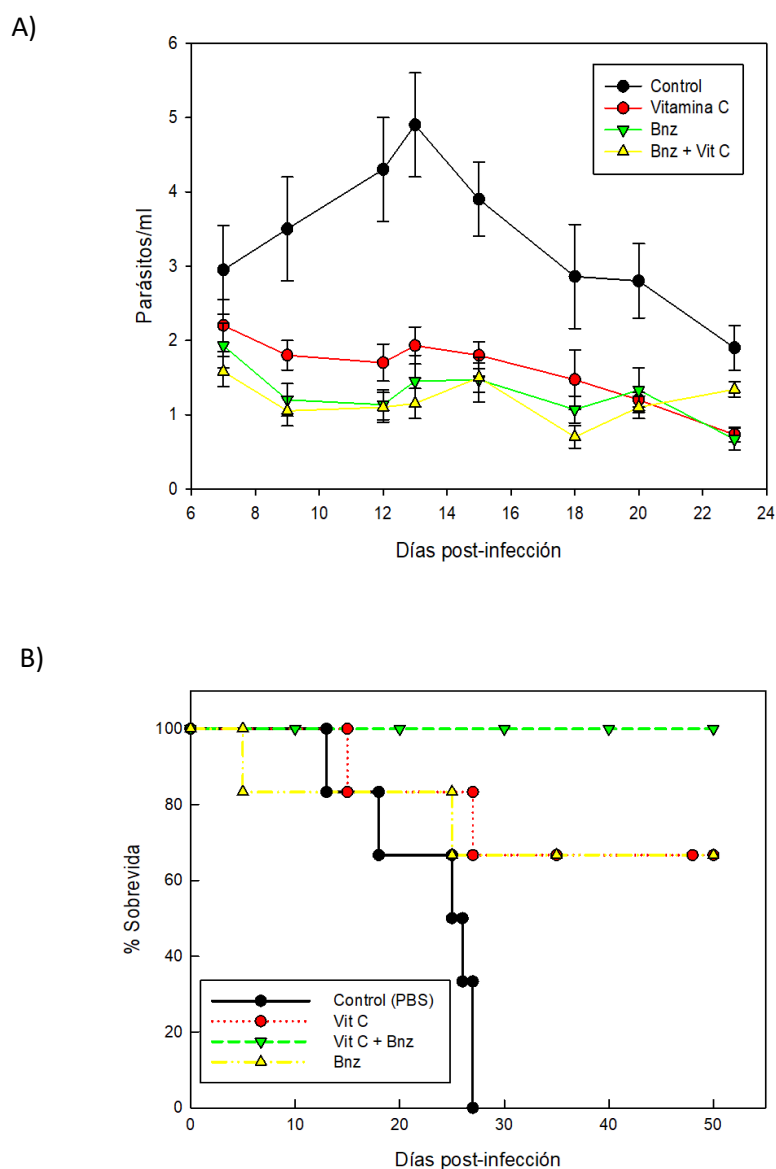 A)
6
5
4
3
2
1
0
Parásitos/ml
Control
Vitamina C
Bnz
Bnz + Vit C
6 8 10 12 14 16 18 20 22 24
Días post-infección
B)
100
80
60
40
20
0
% Sobrevida
Control (PBS)
Vit C
Vit C + Bnz
Bnz
0 10 20 30 40 50
Días post-infección